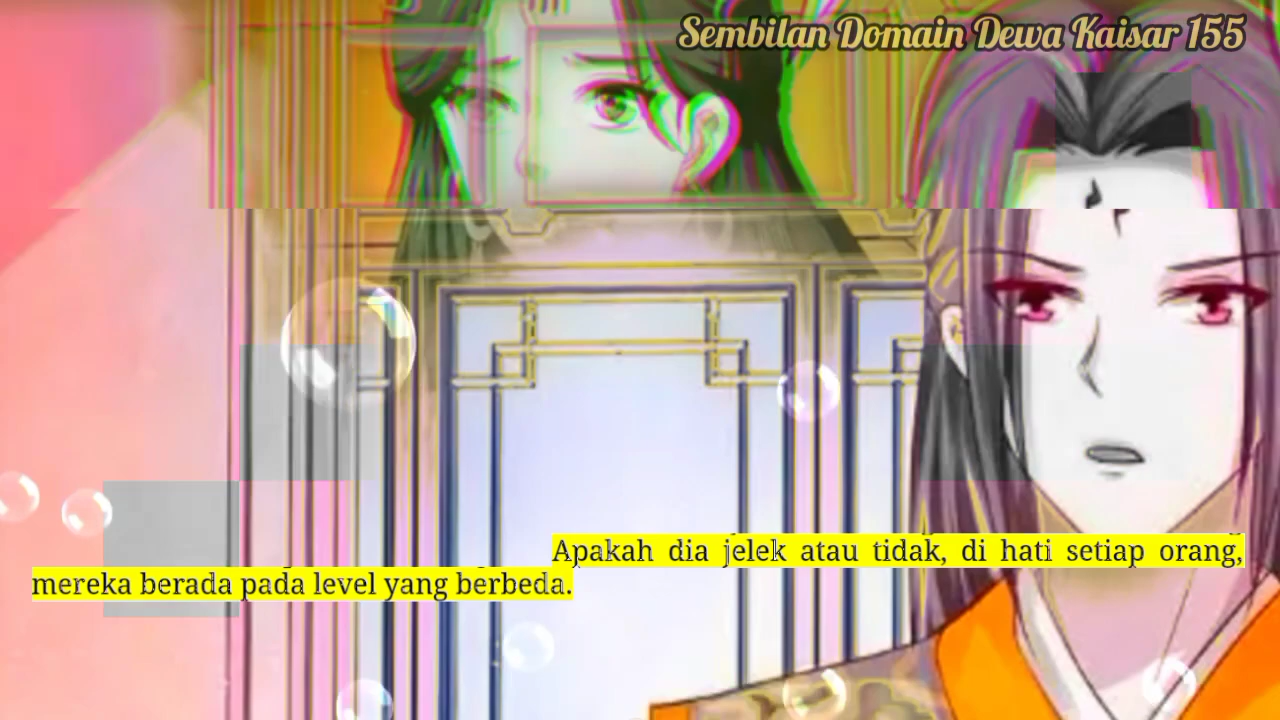 Sembilan Domain Dewa Kaisar 155
Apakah dia jelek atau tidak, di hati setiap orang,
mereka berada pada level yang berbeda.